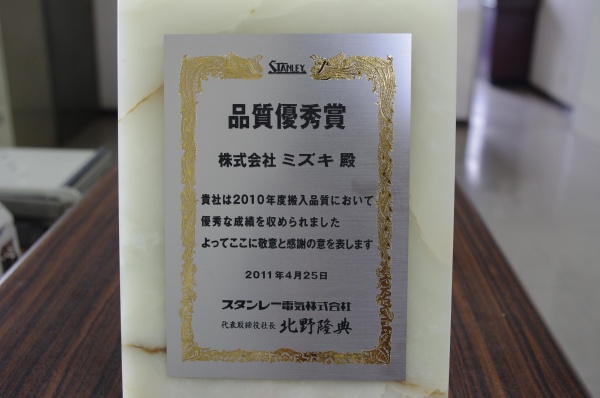 STANLEY
品質優秀賞
株式会社 ミズキ 殿
貴社は2010年度搬入品質において
優秀な成績を収められました
よってここに敬意と感謝の意を表します
2011年4月25日
スタンレー電気株式会社
代表取締役社長 北野隆典